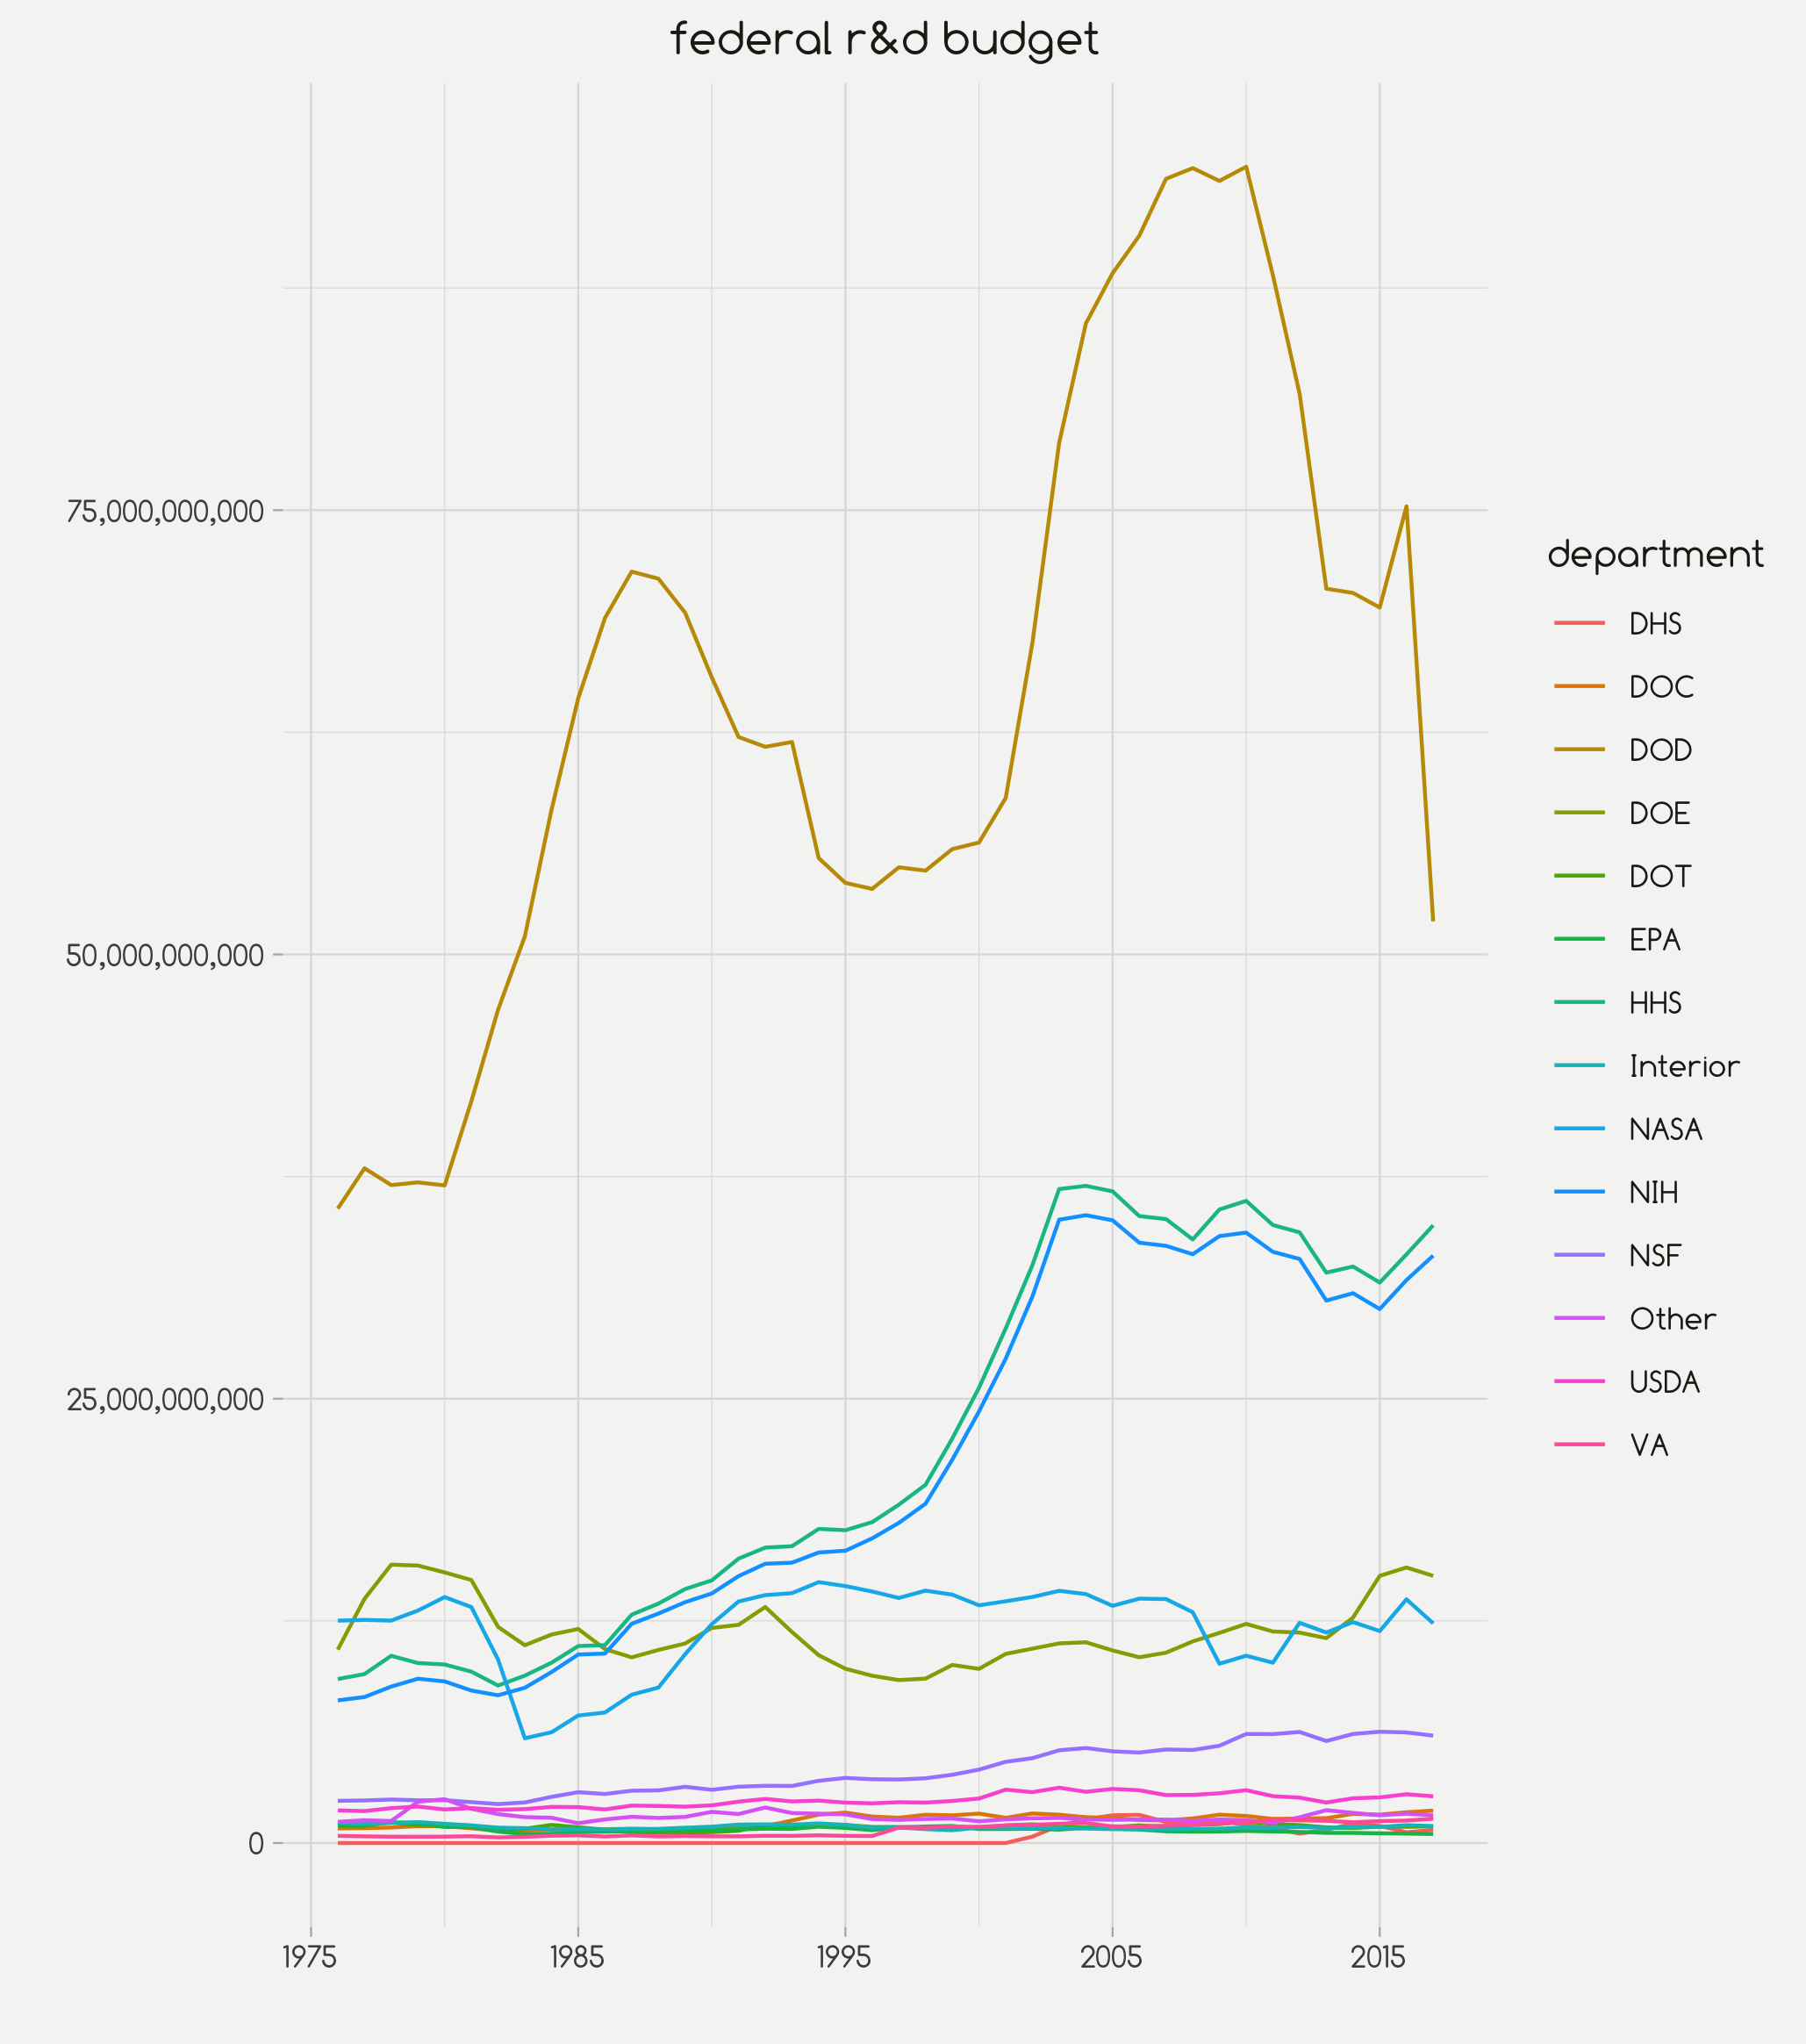 federal r&d budget
75,000,000,000
50,000,000,000
25,000,000,000
0
1975 1985 1995 2005 2015
department
DHS
DOC
DOD
DOE
DOT
EPA
HHS
Interior
NASA
NIH
NSF
Other
USDA
VA